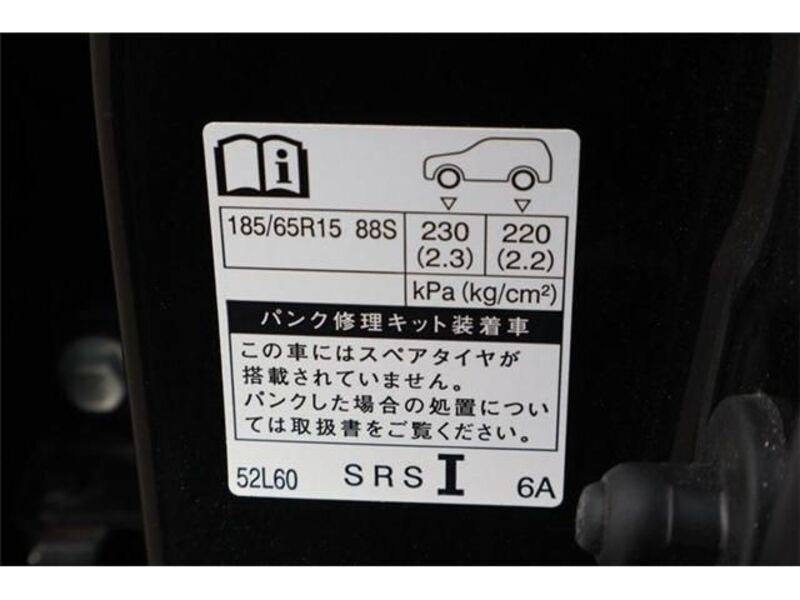 i
185/65R15 88S 230 220
(2.3) (2.2)
kPa (kg/cm²)
パンク修理キット装着車
この車にはスペアタイヤが
搭載されていません。
パンクした場合の処置につい
ては取扱書をご覧ください。
52L60 SRS I 6A